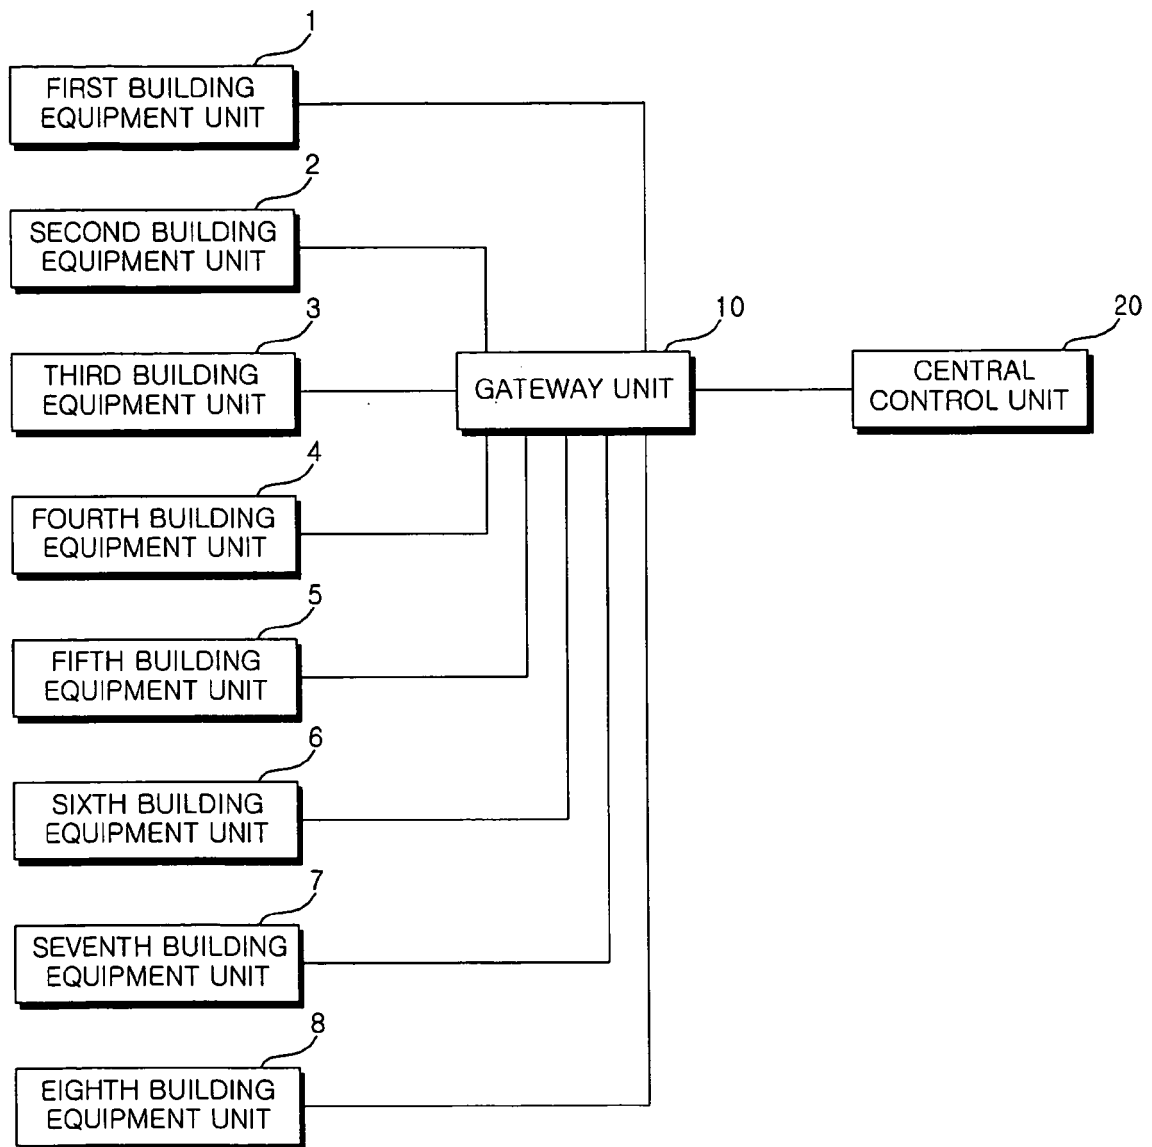 1
FIRST BUILDING
EQUIPMENT UNIT
2
SECOND BUILDING
EQUIPMENT UNIT
3
THIRD BUILDING
EQUIPMENT UNIT
10
GATEWAY UNIT
20
CENTRAL
CONTROL UNIT
4
FOURTH BUILDING
EQUIPMENT UNIT
5
FIFTH BUILDING
EQUIPMENT UNIT
6
SIXTH BUILDING
EQUIPMENT UNIT
7
SEVENTH BUILDING
EQUIPMENT UNIT
8
EIGHTH BUILDING
EQUIPMENT UNIT